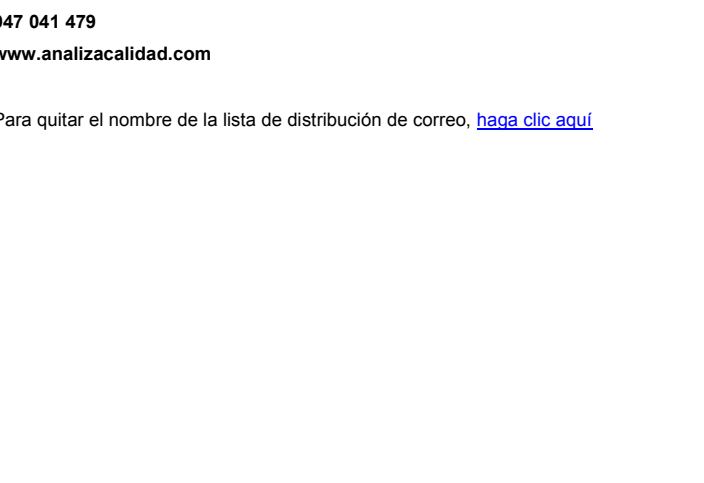 947 041 479
www.analizacalidad.com
Para quitar el nombre de la lista de distribución de correo, haga clic aquí